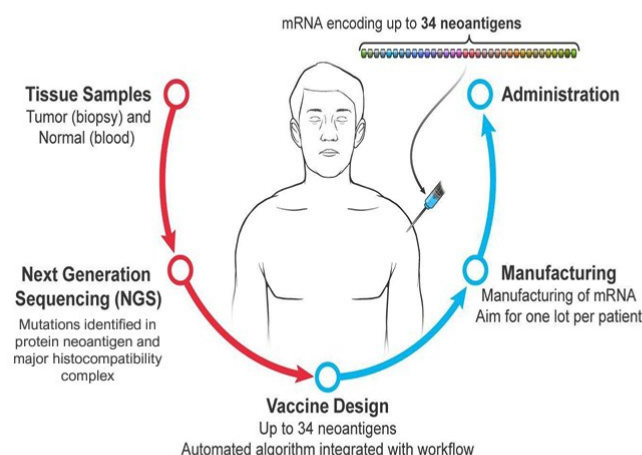 mRNA encoding up to 34 neoantigens
Tissue Samples
Tumor (biopsy) and
Normal (blood)
Next Generation
Sequencing (NGS)
Mutations identified in
protein neoantigen and
major histocompatibility
complex
Vaccine Design
Up to 34 neoantigens
Automated algorithm integrated with workflow
Manufacturing
Manufacturing of mRNA
Aim for one lot per patient
Administration